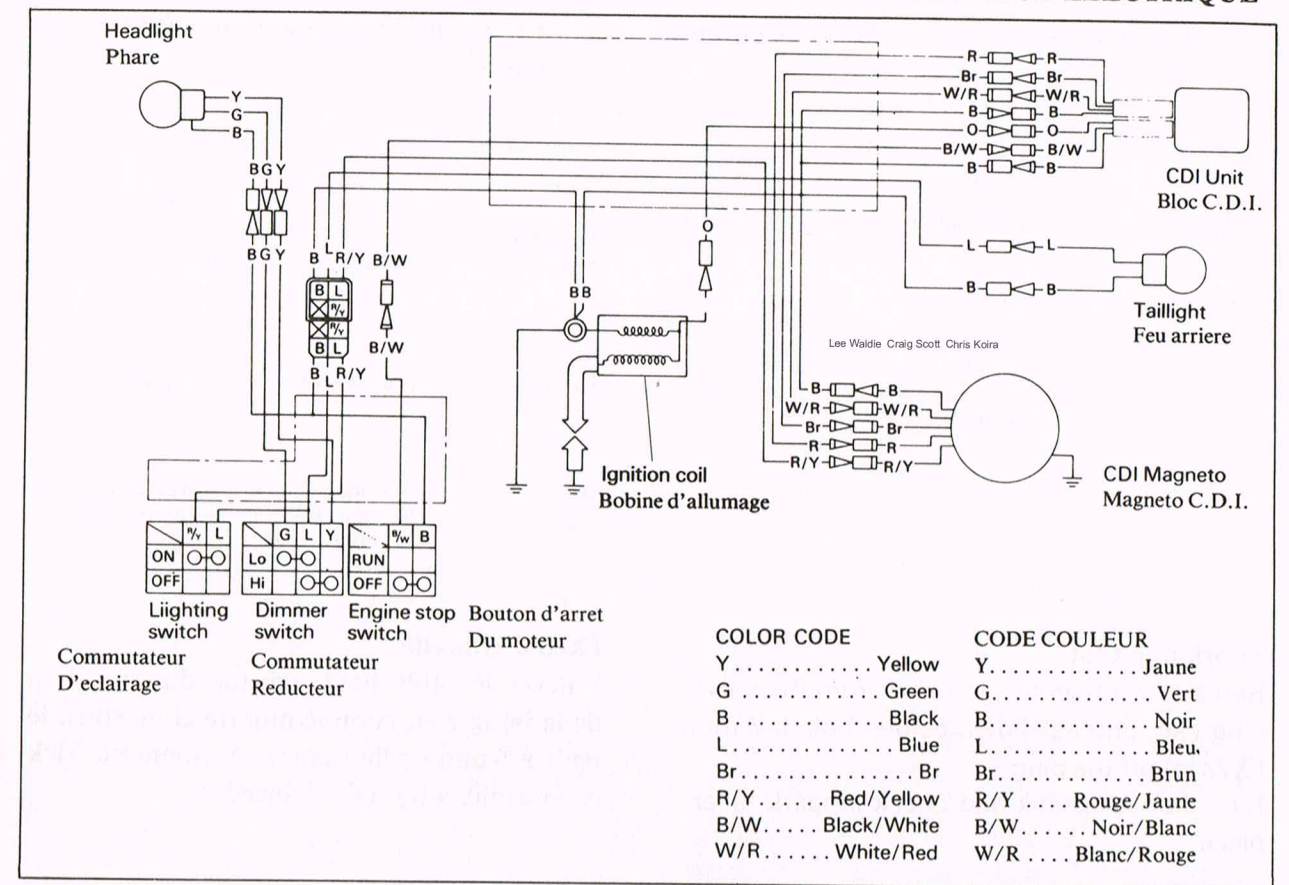 Headlight
Phare
Y
G
B
B G Y
B G Y
B L R/Y B/W
B L
R/Y
R/Y
B L
B/W
B L R/Y
R R
Br Br
W/R W/R
B B
O O
B/W B/W
B B
CDI Unit
Bloc C.D.I.
O
L L
B B
Taillight
Feu arriere
B B
Lee Waidie Craig Scott Chris Koira
B B
W/R W/R
Br Br
R R
R/Y R/Y
CDI Magneto
Magneto C.D.I.
Ignition coil
Bobine d'allumage
R/Y L
ON
OFF
G L Y
Lo
Hi
B/W B
RUN
OFF
Liighting
switch
Dimmer
switch
Engine stop
switch
Bouton d'arret
Du moteur
Commutateur
D'eclairage
Commutateur
Reducteur
COLOR CODE
Y............Yellow
G............Green
B............Black
L............Blue
Br............Br
R/Y.....Red/Yellow
B/W.....Black/White
W/R......White/Red
CODE COULEUR
Y............Jaune
G............Vert
B............Noir
L............Bleu
Br............Brun
R/Y....Rouge/Jaune
B/W......Noir/Blanc
W/R....Blanc/Rouge